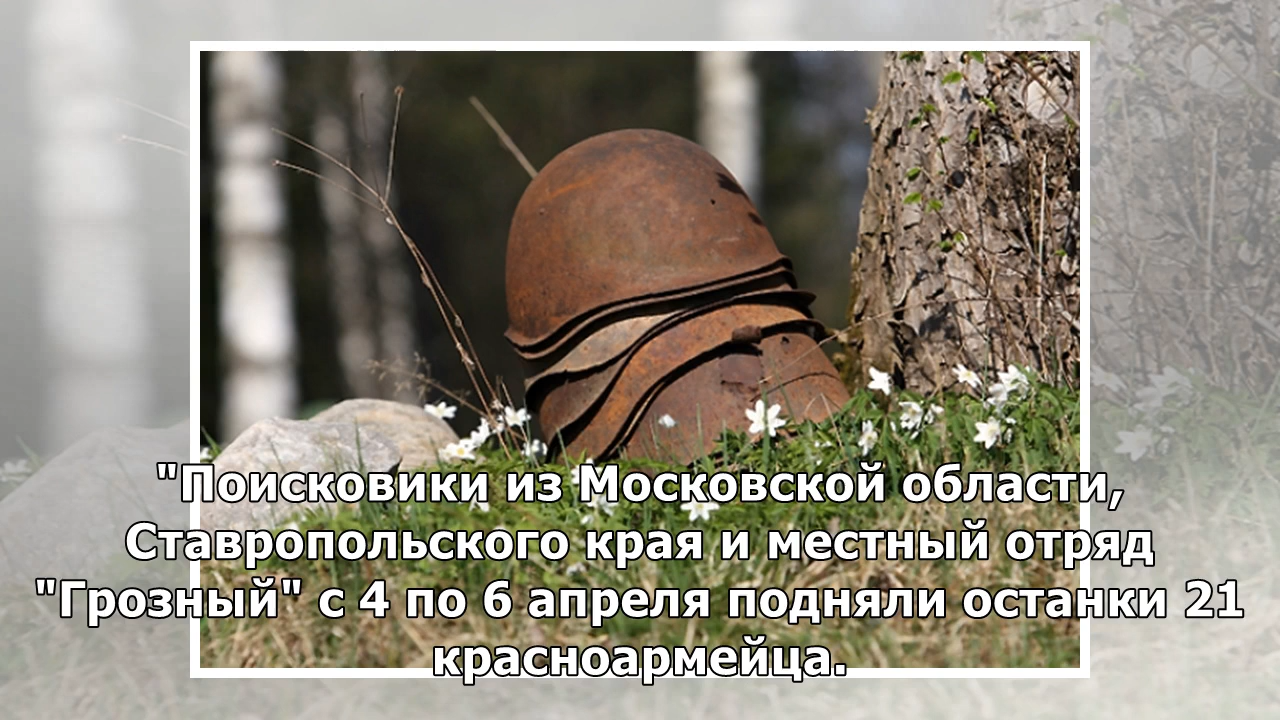 "Поисковики из Московской области,
Ставропольского края и местный отряд
"Грозный" с 4 по 6 апреля подняли останки 21
красноармейца.